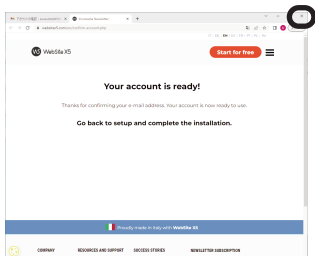 WebSite X5
Start for free
Your account is ready!
Thanks for confirming your e-mail address. Your account is now ready to use.
Go back to setup and complete the installation.
Proudly made in Italy with WebSite X5
COMPANY
RESOURCES AND SUPPORT
SUCCESS STORIES
NEWSLETTER SUBSCRIPTION